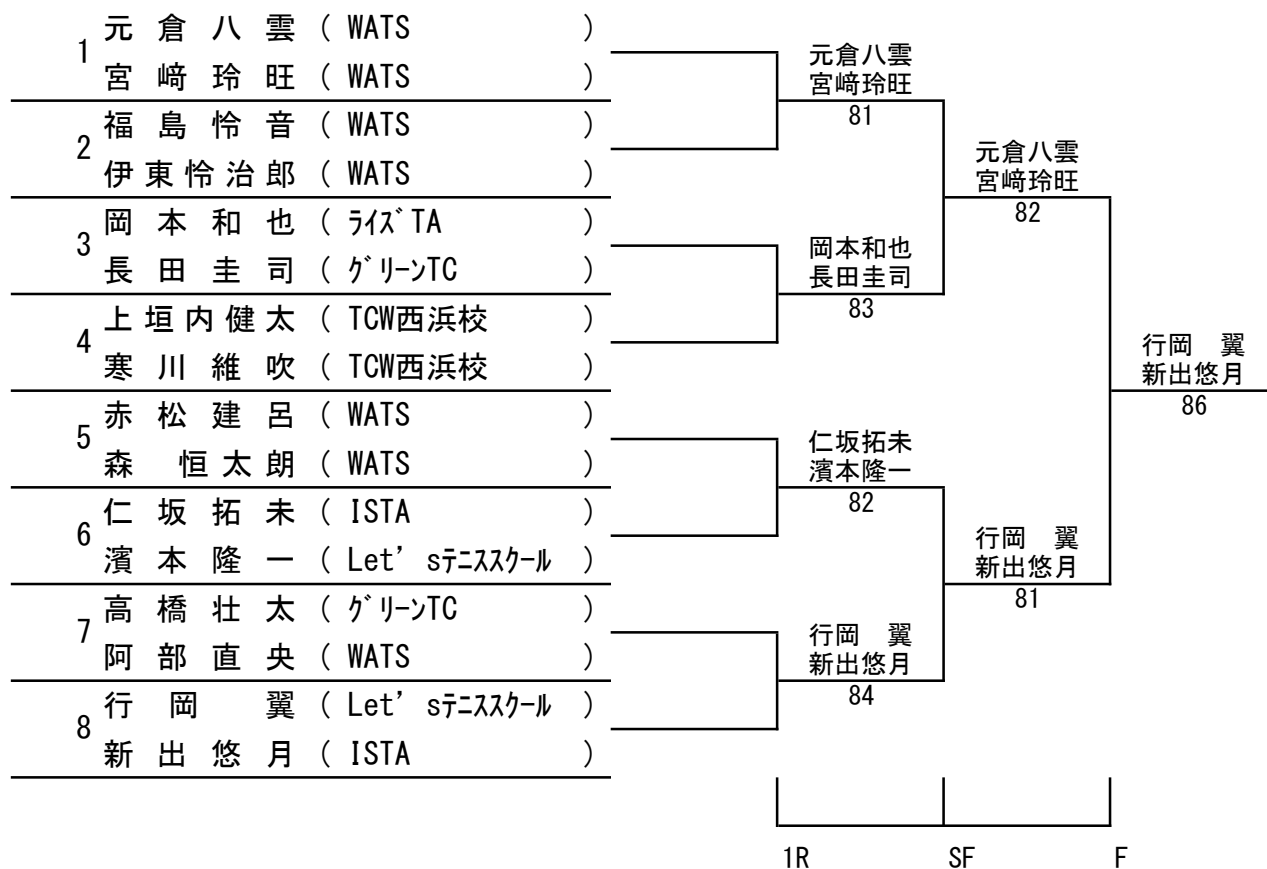 1
元倉八雲 ( WATS )
宮﨑玲旺 ( WATS )
2
福島怜音 ( WATS )
伊東怜治郎 ( WATS )
3
岡本和也 ( ﾗｲｽﾞTA )
長田圭司 ( ｸﾞﾘｰﾝTC )
4
上垣内健太 ( TCW西浜校 )
寒川維吹 ( TCW西浜校 )
5
赤松建呂 ( WATS )
森　恒太朗 ( WATS )
6
仁坂拓未 ( ISTA )
濱本隆一 ( Let’sﾃﾆｽｽｸｰﾙ )
7
高橋壮太 ( ｸﾞﾘｰﾝTC )
阿部直央 ( WATS )
8
行岡　翼 ( Let’sﾃﾆｽｽｸｰﾙ )
新出悠月 ( ISTA )
元倉八雲
宮﨑玲旺
81
岡本和也
長田圭司
83
仁坂拓未
濱本隆一
82
行岡　翼
新出悠月
84
元倉八雲
宮﨑玲旺
82
行岡　翼
新出悠月
81
行岡　翼
新出悠月
86
1R SF F